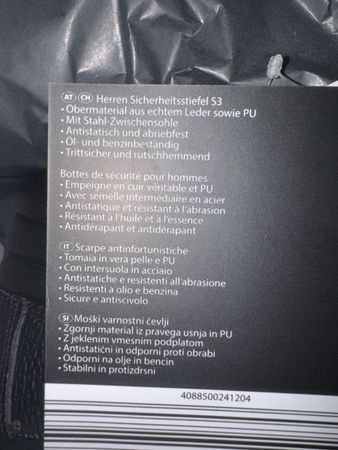 AT CH Herren Sicherheitsstiefel S3
• Obermaterial aus echtem Leder sowie PU
• Mit Stahl-Zwischensohle
• Antistatisch und abriebfest
• Öl- und benzinbeständig
• Trittsicher und rutschhemmend
Bottes de sécurité pour hommes
• Empeigne en cuir véritable et PU
• Avec semelle intermédiaire en acier
• Antistatique et résistant à l'abrasion
• Résistant à l'huile et à l'essence
• Antidérapant et antidérapant
IT Scarpe antinfortunistiche
• Tomaia in vera pelle e PU
• Con intersuola in acciaio
• Antistatiche e resistenti all'abrasione
• Resistenti a olio e benzina
• Sicure e antiscivolo
SI Moški varnostni čevlji
• Zgornji material iz pravega usnja in PU
• Z jeklenim vmesnim podplatom
• Antistatični in odporni proti obrabi
• Odporni na olje in bencin
• Stabilni in protizdrsni
4088500241204